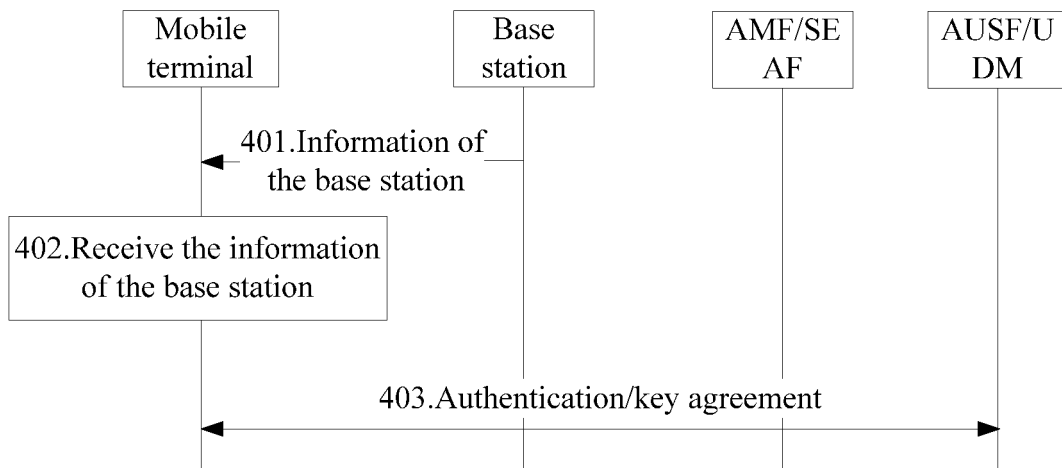 Mobile
terminal
Base
station
AMF/SE
AF
AUSF/U
DM
401.Information of
the base station
402.Receive the information
of the base station
403.Authentication/key agreement